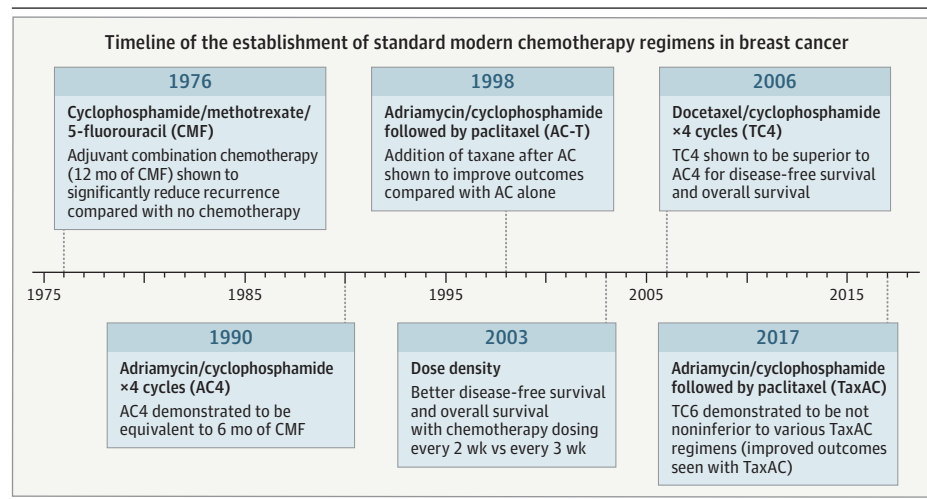 Timeline of the establishment of standard modern chemotherapy regimens in breast cancer
1976
Cyclophosphamide/methotrexate/
5-fluorouracil (CMF)
Adjuvant combination chemotherapy
(12 mo of CMF) shown to
significantly reduce recurrence
compared with no chemotherapy
1998
Adriamycin/cyclophosphamide
followed by paclitaxel (AC-T)
Addition of taxane after AC
shown to improve outcomes
compared with AC alone
2006
Docetaxel/cyclophosphamide
×4 cycles (TC4)
TC4 shown to be superior to
AC4 for disease-free survival
and overall survival
1975 1985 1995 2005 2015
1990
Adriamycin/cyclophosphamide
×4 cycles (AC4)
AC4 demonstrated to be
equivalent to 6 mo of CMF
2003
Dose density
Better disease-free survival
and overall survival
with chemotherapy dosing
every 2 wk vs every 3 wk
2017
Adriamycin/cyclophosphamide
followed by paclitaxel (TaxAC)
TC6 demonstrated to be not
noninferior to various TaxAC
regimens (improved outcomes
seen with TaxAC)